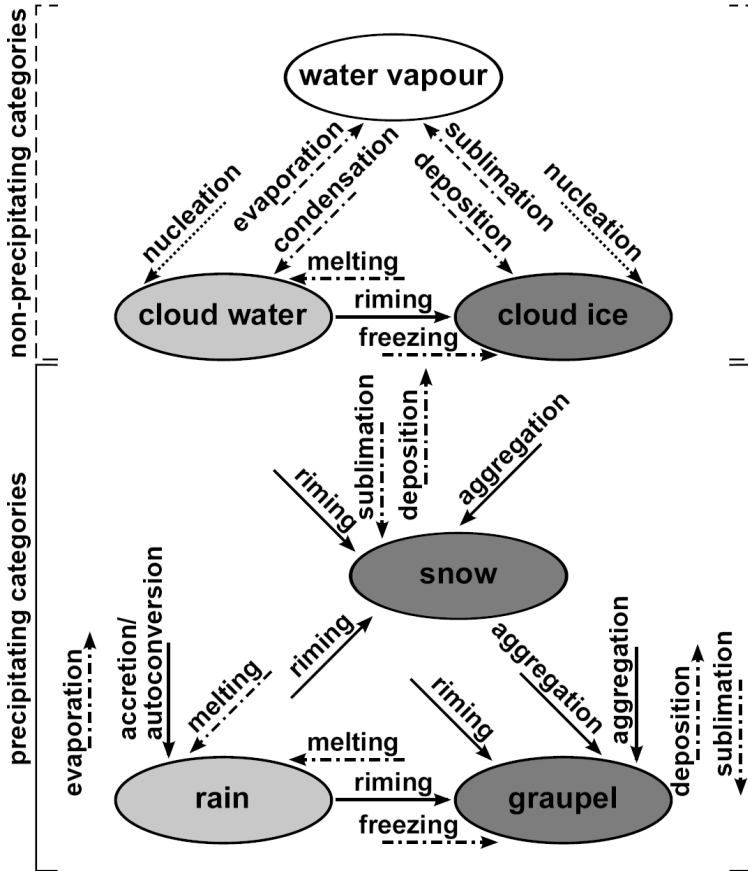 non-precipitating categories
water vapour
nucleation
evaporation
condensation
deposition
sublimation
nucleation
melting
cloud water
riming
cloud ice
freezing
precipitating categories
sublimation
deposition
riming
aggregation
snow
evaporation
accretion/
autoconversion
melting
riming
aggregation
riming
aggregation
deposition
sublimation
melting
rain
riming
graupel
freezing